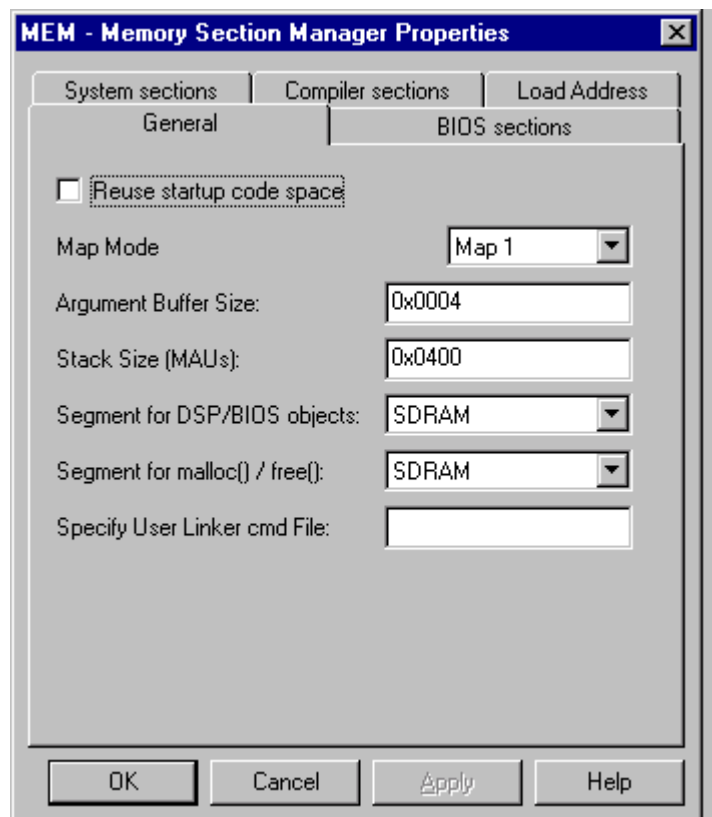 MEM - Memory Section Manager Properties
System sections Compiler sections Load Address
General BIOS sections
Reuse startup code space
Map Mode Map 1
Argument Buffer Size: 0x0004
Stack Size (MAUs): 0x0400
Segment for DSP/BIOS objects: SDRAM
Segment for malloc() / free(): SDRAM
Specify User Linker cmd File:
OK Cancel Apply Help